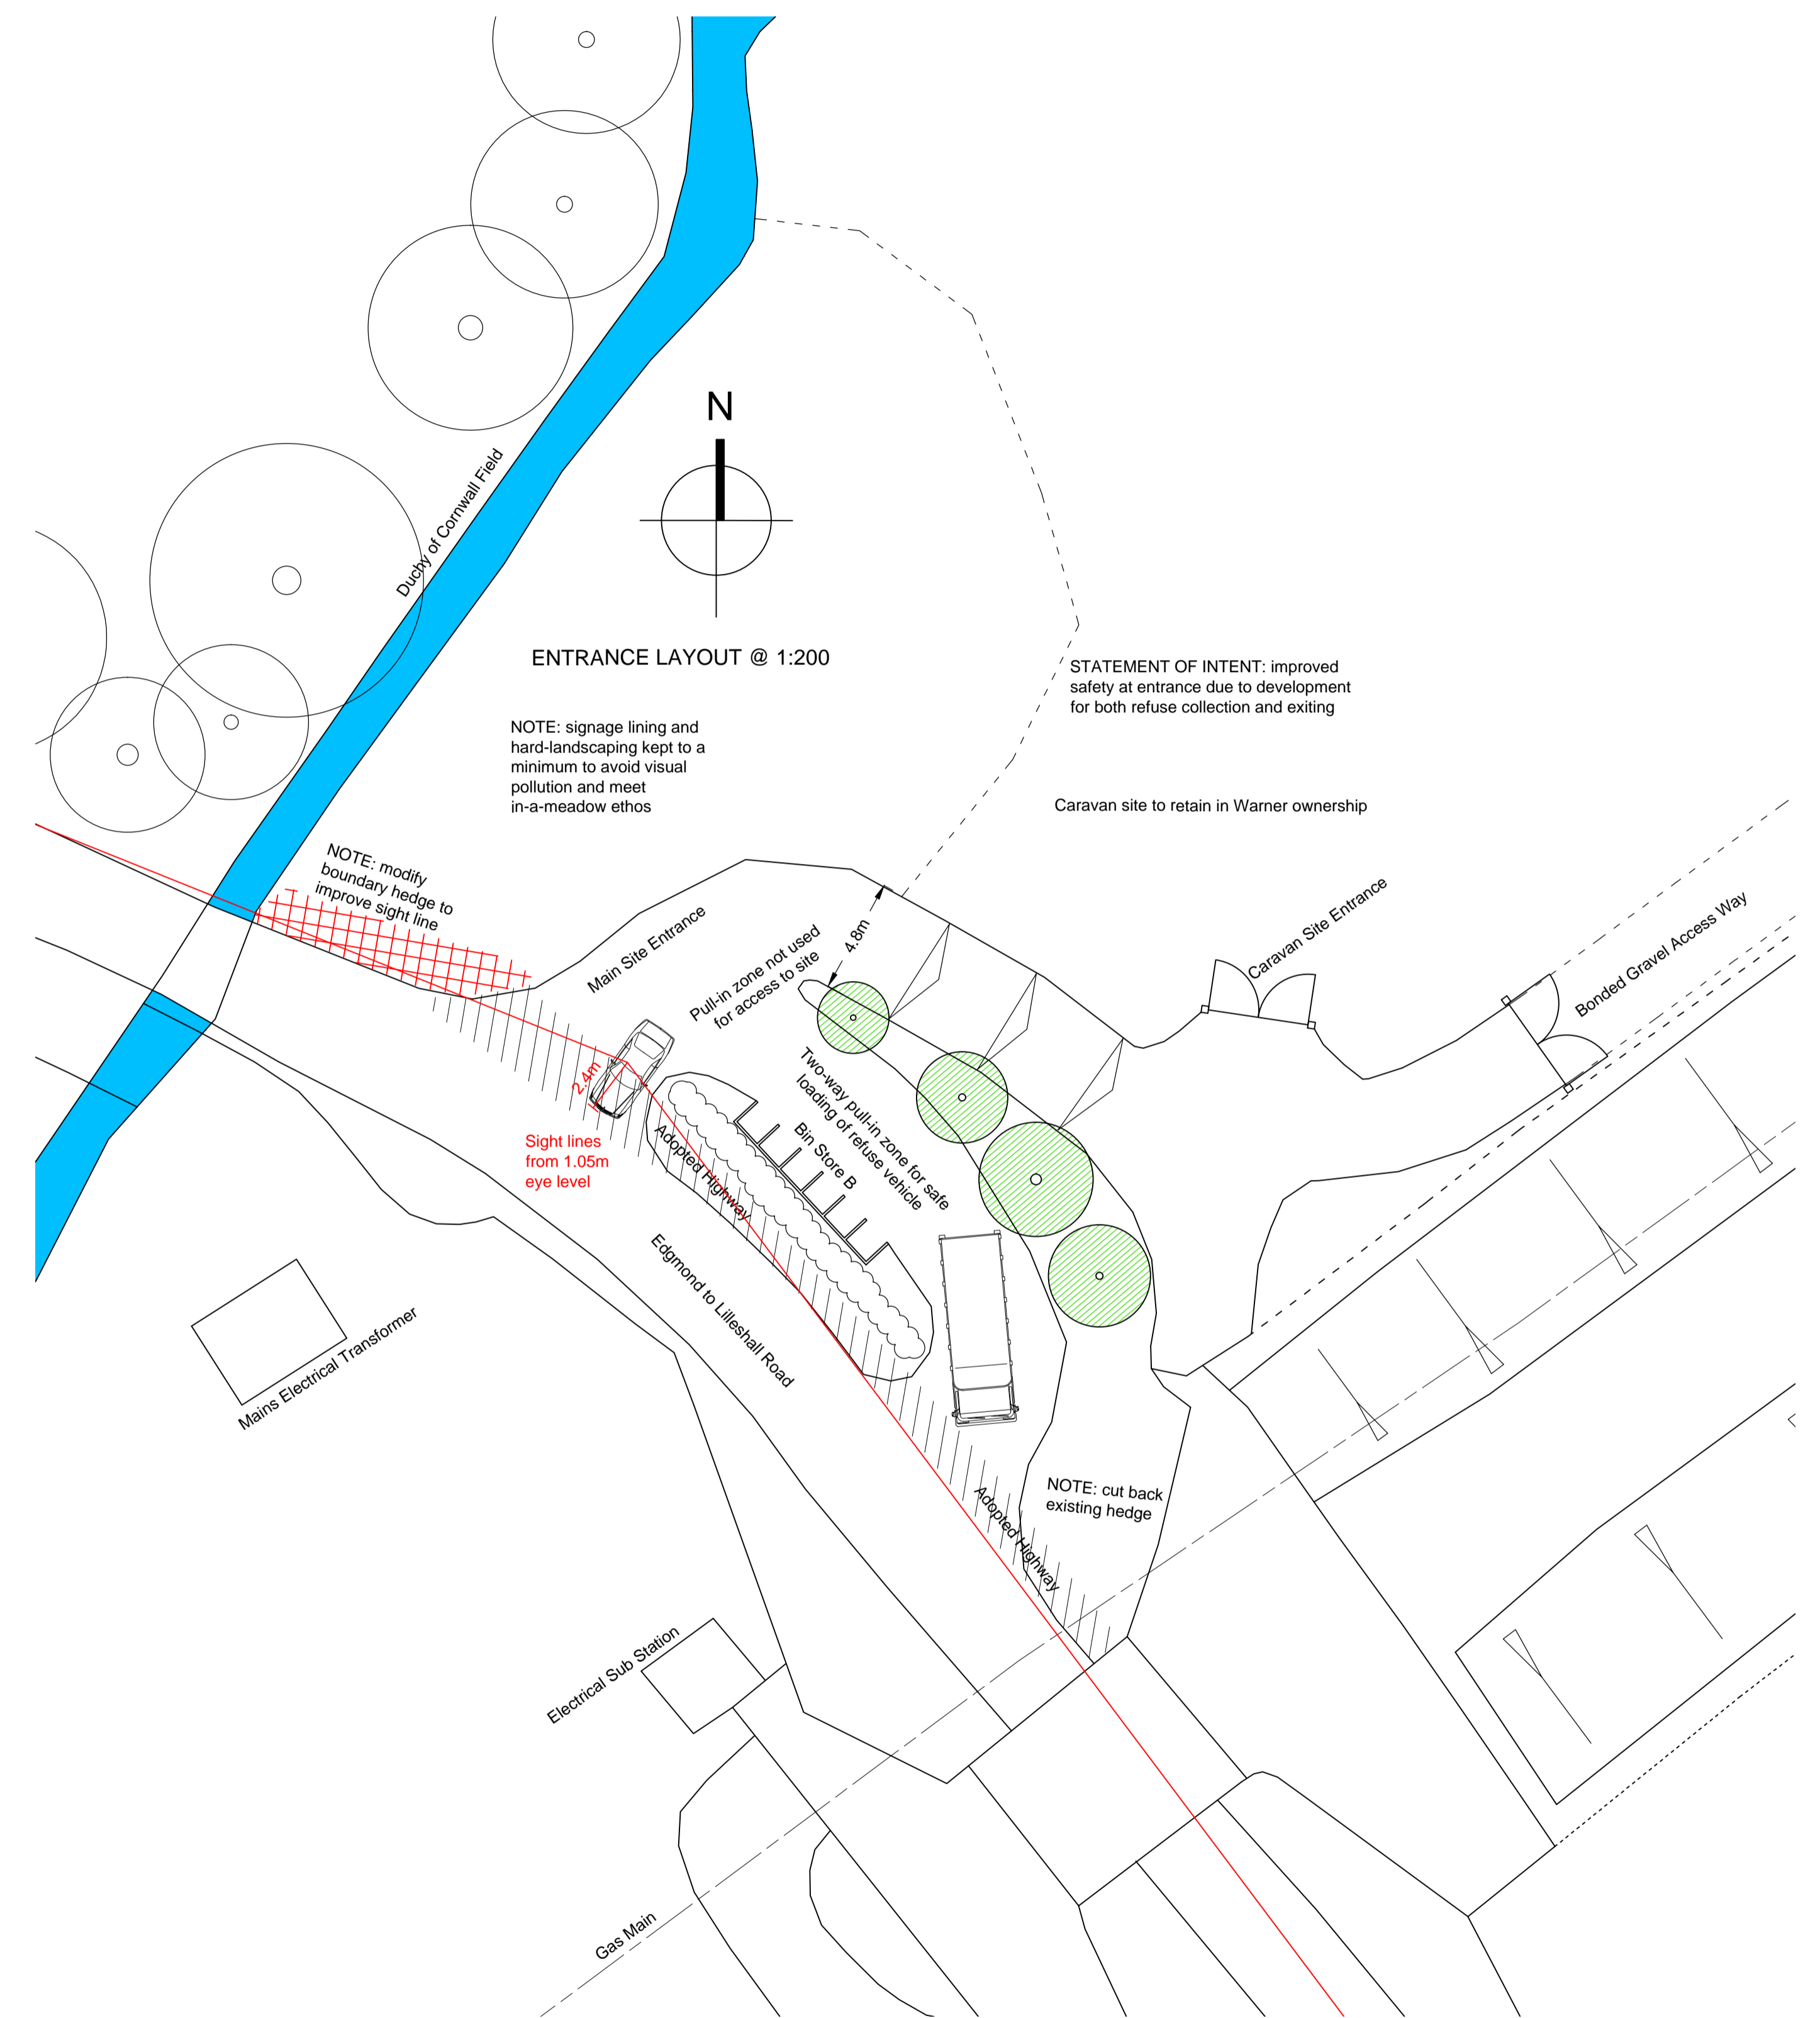 N
Duchy of Cornwall Field
ENTRANCE LAYOUT @ 1:200
STATEMENT OF INTENT: improved
safety at entrance due to development
for both refuse collection and exiting
NOTE: signage lining and
hard-landscaping kept to a
minimum to avoid visual
pollution and meet
in-a-meadow ethos
Caravan site to retain in Warner ownership
NOTE: modify
boundary hedge to
improve sight line
Main Site Entrance
Pull-in zone not used
for access to site
4.8m
Caravan Site Entrance
Bonded Gravel Access Way
2.4m
Two-way pull-in zone for safe
loading of refuse vehicle
Bin Store B
Adopted Highway
Sight lines
from 1.05m
eye level
Edgmond to Lilleshall Road
Mains Electrical Transformer
NOTE: cut back
existing hedge
Adopted Highway
Electrical Sub Station
Gas Main